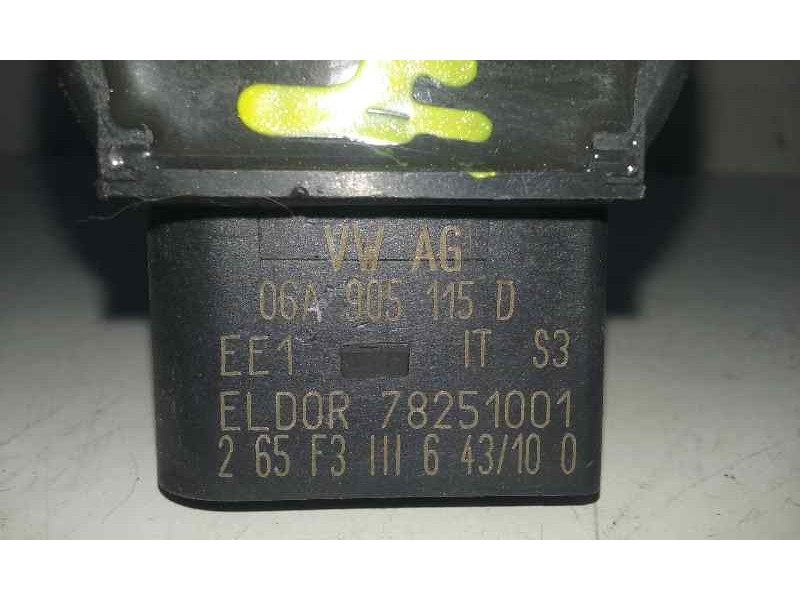 VW AG
06A 905 115 D
EE1 IT S3
ELDOR 78251001
2 65 F3 III 6 43/10 0